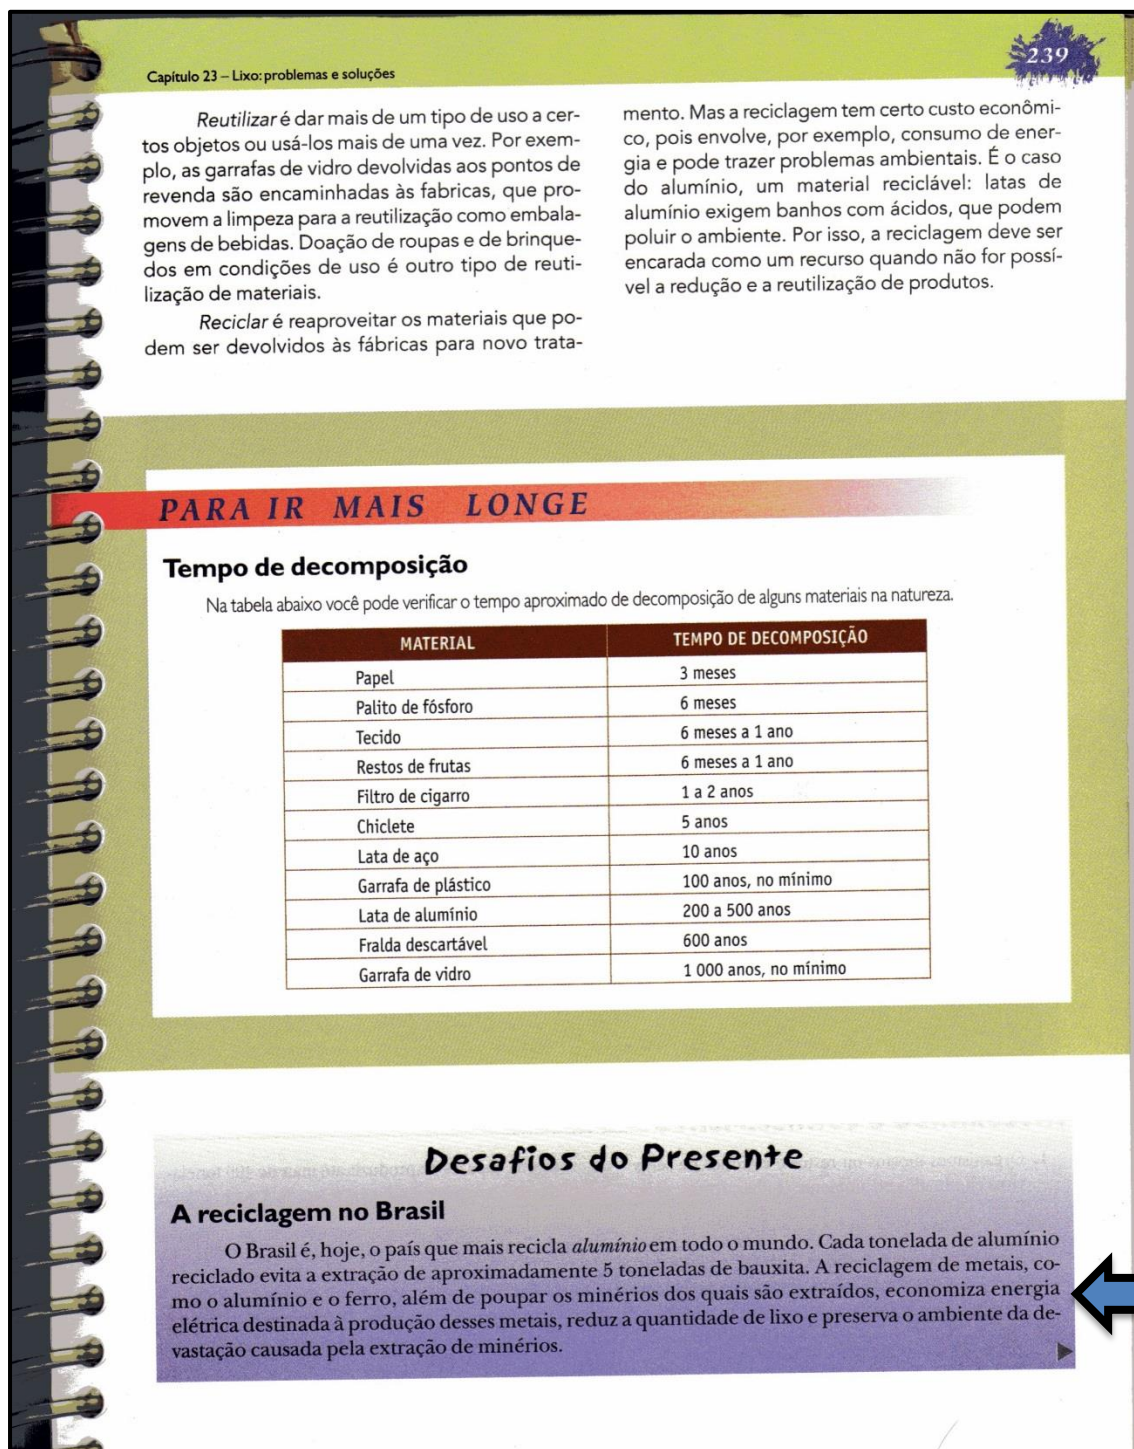 Capítulo 23 – Lixo: problemas e soluções
239
Reutilizar é dar mais de um tipo de uso a cer-
tos objetos ou usá-los mais de uma vez. Por exem-
plo, as garrafas de vidro devolvidas aos pontos de
revenda são encaminhadas às fabricas, que pro-
movem a limpeza para a reutilização como embala-
gens de bebidas. Doação de roupas e de brinque-
dos em condições de uso é outro tipo de reuti-
lização de materiais.
Reciclar é reaproveitar os materiais que po-
dem ser devolvidos às fábricas para novo trata-
mento. Mas a reciclagem tem certo custo econômi-
co, pois envolve, por exemplo, consumo de ener-
gia e pode trazer problemas ambientais. É o caso
do alumínio, um material reciclável: latas de
alumínio exigem banhos com ácidos, que podem
poluir o ambiente. Por isso, a reciclagem deve ser
encarada como um recurso quando não for possí-
vel a redução e a reutilização de produtos.
PARA IR MAIS LONGE
Tempo de decomposição
Na tabela abaixo você pode verificar o tempo aproximado de decomposição de alguns materiais na natureza.
MATERIAL TEMPO DE DECOMPOSIÇÃO
Papel 3 meses
Palito de fósforo 6 meses
Tecido 6 meses a 1 ano
Restos de frutas 6 meses a 1 ano
Filtro de cigarro 1 a 2 anos
Chiclete 5 anos
Lata de aço 10 anos
Garrafa de plástico 100 anos, no mínimo
Lata de alumínio 200 a 500 anos
Fralda descartável 600 anos
Garrafa de vidro 1 000 anos, no mínimo
Desafios do Presente
A reciclagem no Brasil
O Brasil é, hoje, o país que mais recicla alumínio em todo o mundo. Cada tonelada de alumínio
reciclado evita a extração de aproximadamente 5 toneladas de bauxita. A reciclagem de metais, co-
mo o alumínio e o ferro, além de poupar os minérios dos quais são extraídos, economiza energia
elétrica destinada à produção desses metais, reduz a quantidade de lixo e preserva o ambiente da de-
vastação causada pela extração de minérios.